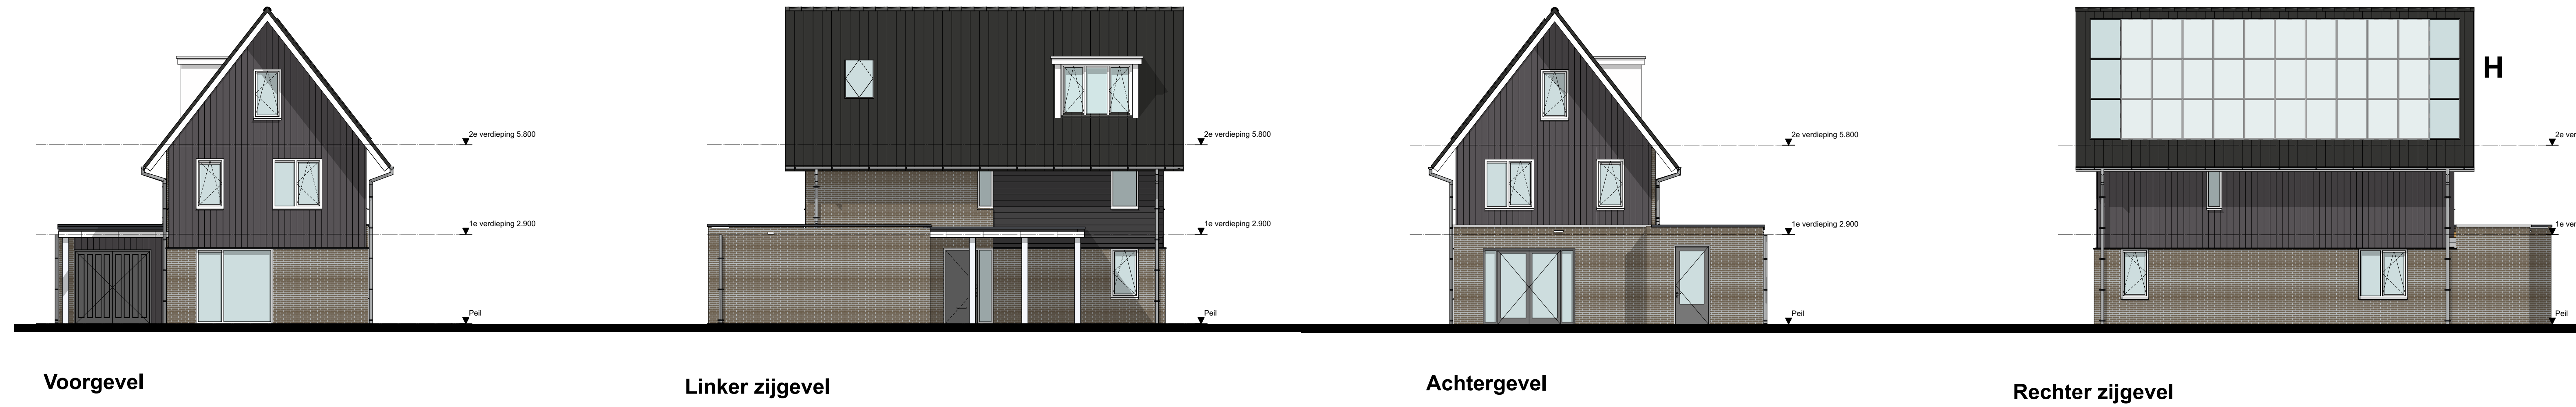 2e verdieping 5.800
1e verdieping 2.900
Peil
Voorgevel
2e verdieping 5.800
1e verdieping 2.900
Peil
Linker zijgevel
2e verdieping 5.800
1e verdieping 2.900
Peil
Achtergevel
H
2e ver
1e ve
Peil
Rechter zijgevel